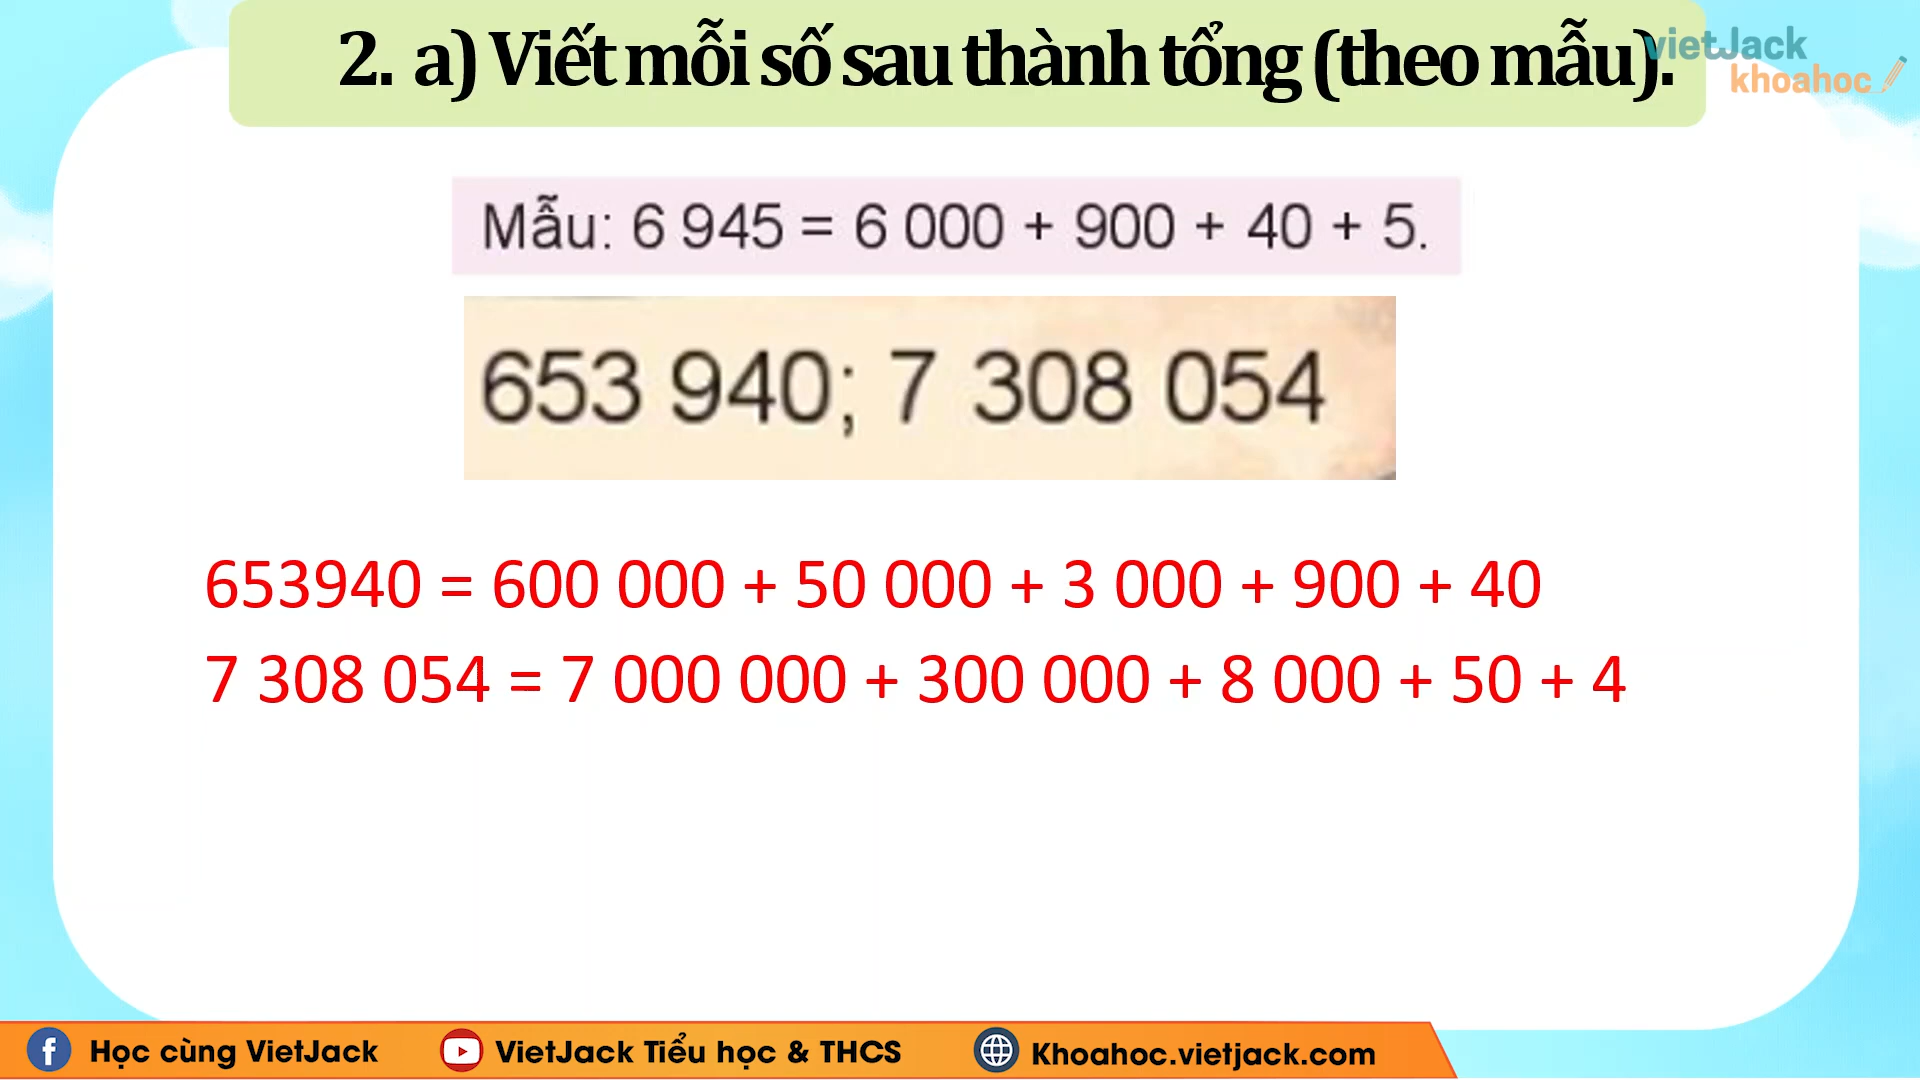 2. a) Viết mỗi số sau thành tổng (theo mẫu).
vietJack
khoahoc
Mẫu: 6 945 = 6 000 + 900 + 40 + 5.
653 940; 7 308 054
653940 = 600 000 + 50 000 + 3 000 + 900 + 40
7 308 054 = 7 000 000 + 300 000 + 8 000 + 50 + 4
Học cùng VietJack
VietJack Tiểu học & THCS
Khoahoc.vietjack.com